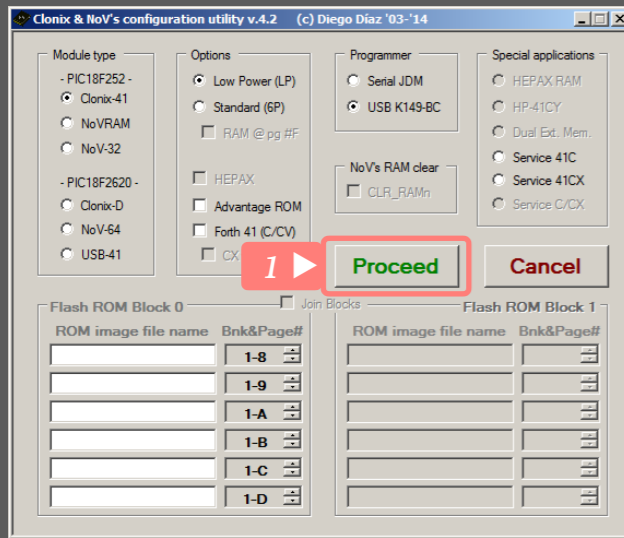 Clonix & NoV's configuration utility v.4.2 (c) Diego Díaz '03-'14
Module type
- PIC18F252 -
Clonix-41
NoVRAM
NoV-32
- PIC18F2620 -
Clonix-D
NoV-64
USB-41
Options
Low Power (LP)
Standard (6P)
RAM @ pg #F
HEPAX
Advantage ROM
Forth 41 (C/CV)
CX
Programmer
Serial JDM
USB K149-BC
NoV's RAM clear
CLR_RAMn
Special applications
HEPAX RAM
HP-41CY
Dual Ext. Mem.
Service 41C
Service 41CX
Service C/CX
1
Proceed
Cancel
Join Blocks
Flash ROM Block 0
ROM image file name Bnk&Page#
1-8
1-9
1-A
1-B
1-C
1-D
Flash ROM Block 1
ROM image file name Bnk&Page#